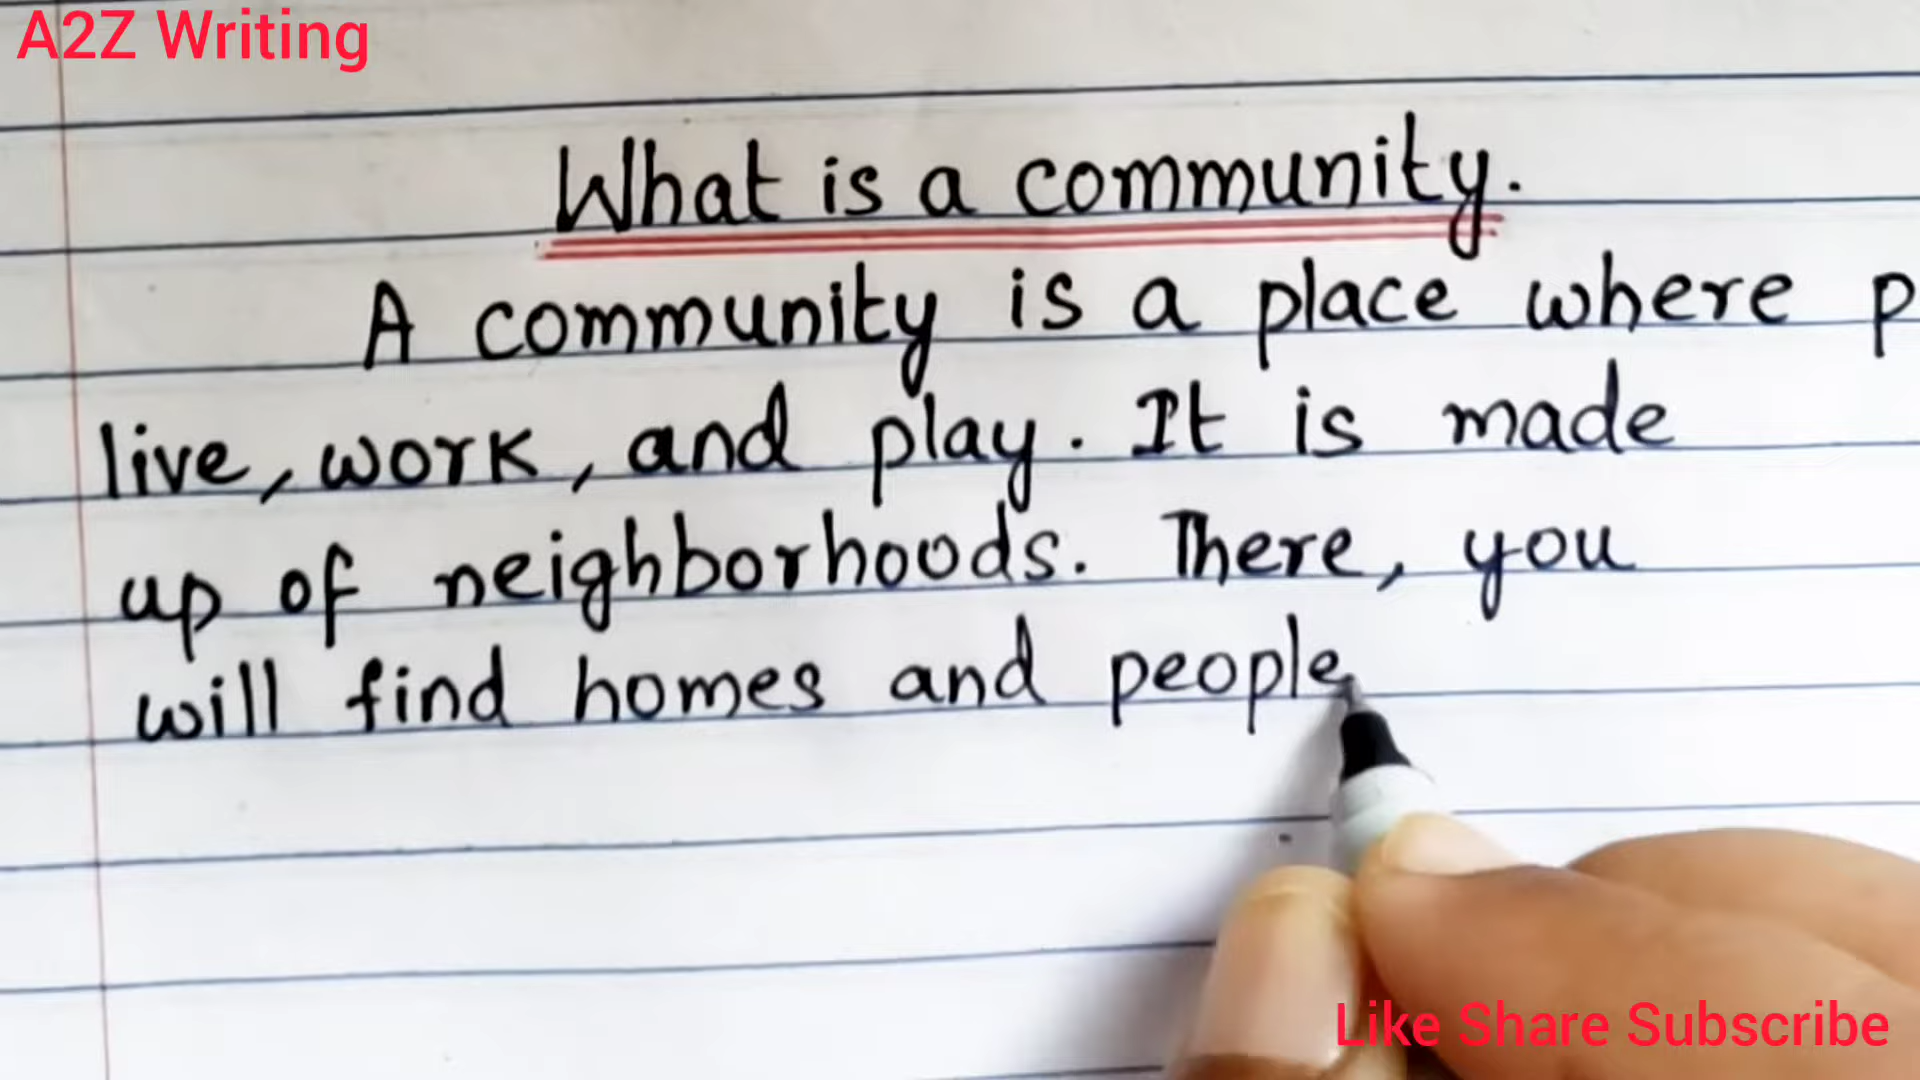 A2Z Writing
What is a community.
A community is a place where p
live, work, and play. It is made
up of neighborhoods. There, you
will find homes and people
Like Share Subscribe